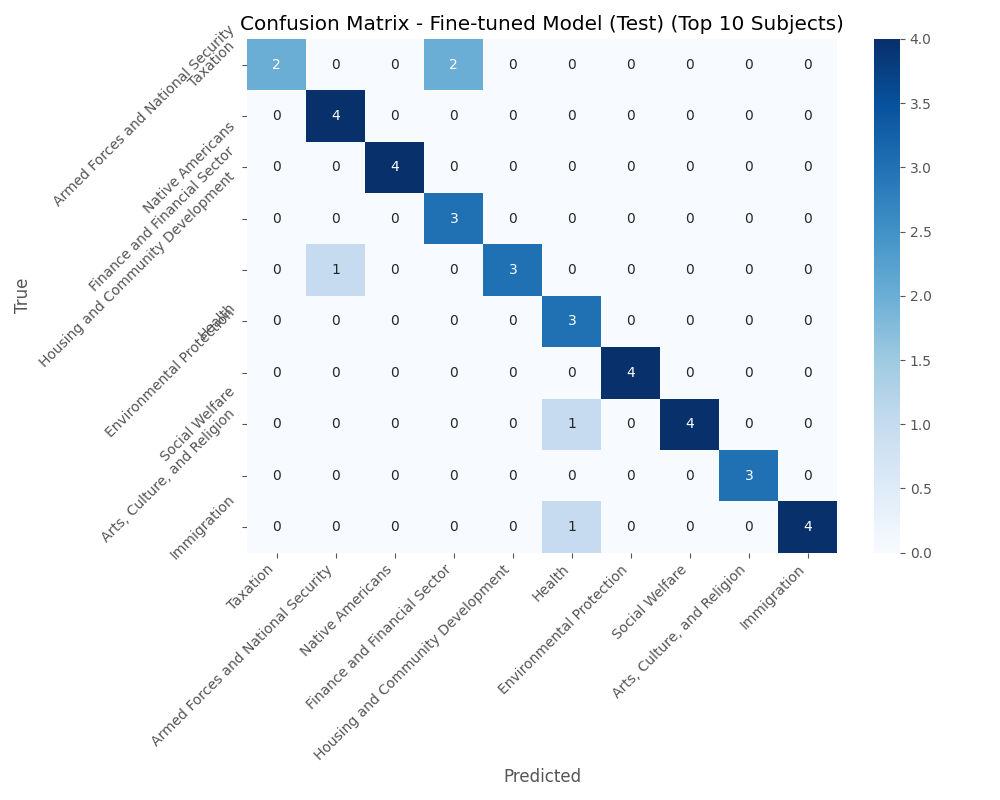 Confusion Matrix - Fine-tuned Model (Test) (Top 10 Subjects)
True
Taxation
Armed Forces and National Security
Native Americans
Finance and Financial Sector
Housing and Community Development
Health
Environmental Protection
Social Welfare
Arts, Culture, and Religion
Immigration
2 0 0 2 0 0 0 0 0 0
0 4 0 0 0 0 0 0 0 0
0 0 4 0 0 0 0 0 0 0
0 0 0 3 0 0 0 0 0 0
0 1 0 0 3 0 0 0 0 0
0 0 0 0 0 3 0 0 0 0
0 0 0 0 0 0 4 0 0 0
0 0 0 0 0 1 0 4 0 0
0 0 0 0 0 0 0 0 3 0
0 0 0 0 0 1 0 0 0 4
Taxation
Armed Forces and National Security
Native Americans
Finance and Financial Sector
Housing and Community Development
Health
Environmental Protection
Social Welfare
Arts, Culture, and Religion
Immigration
Predicted
4.0
3.5
3.0
2.5
2.0
1.5
1.0
0.5
0.0